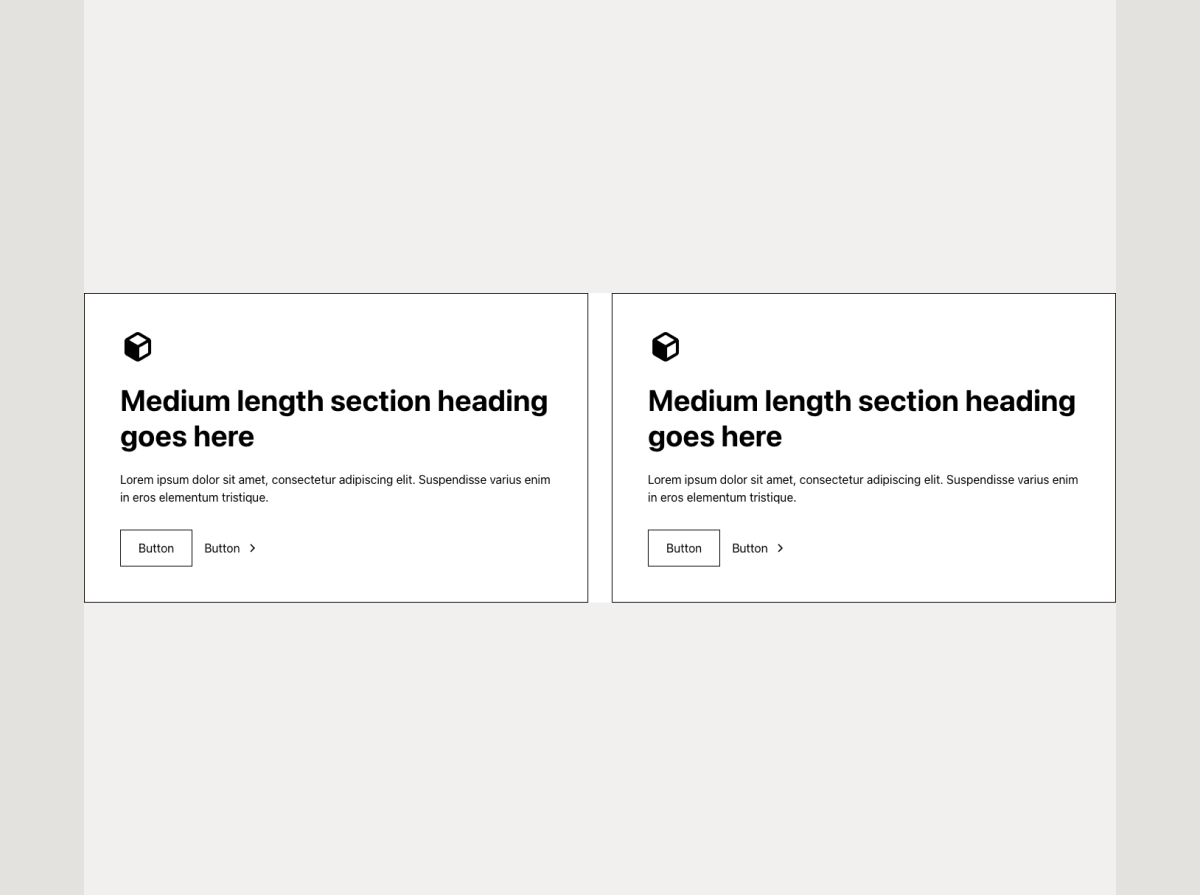 Medium length section heading
goes here
Lorem ipsum dolor sit amet, consectetur adipiscing elit. Suspendisse varius enim
in eros elementum tristique.
Button
Button
Medium length section heading
goes here
Lorem ipsum dolor sit amet, consectetur adipiscing elit. Suspendisse varius enim
in eros elementum tristique.
Button
Button